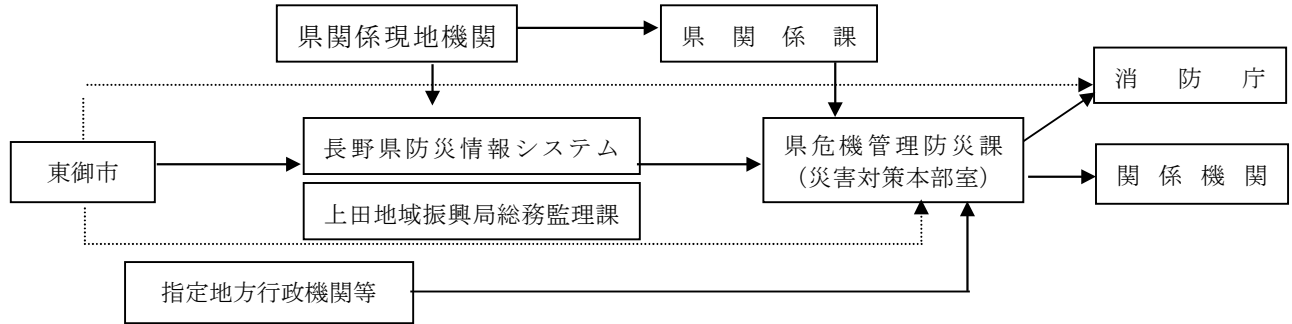 県関係現地機関
県関係課
消防庁
長野県防災情報システム
県危機管理防災課
（災害対策本部室）
東御市
関係機関
上田地域振興局総務監理課
指定地方行政機関等